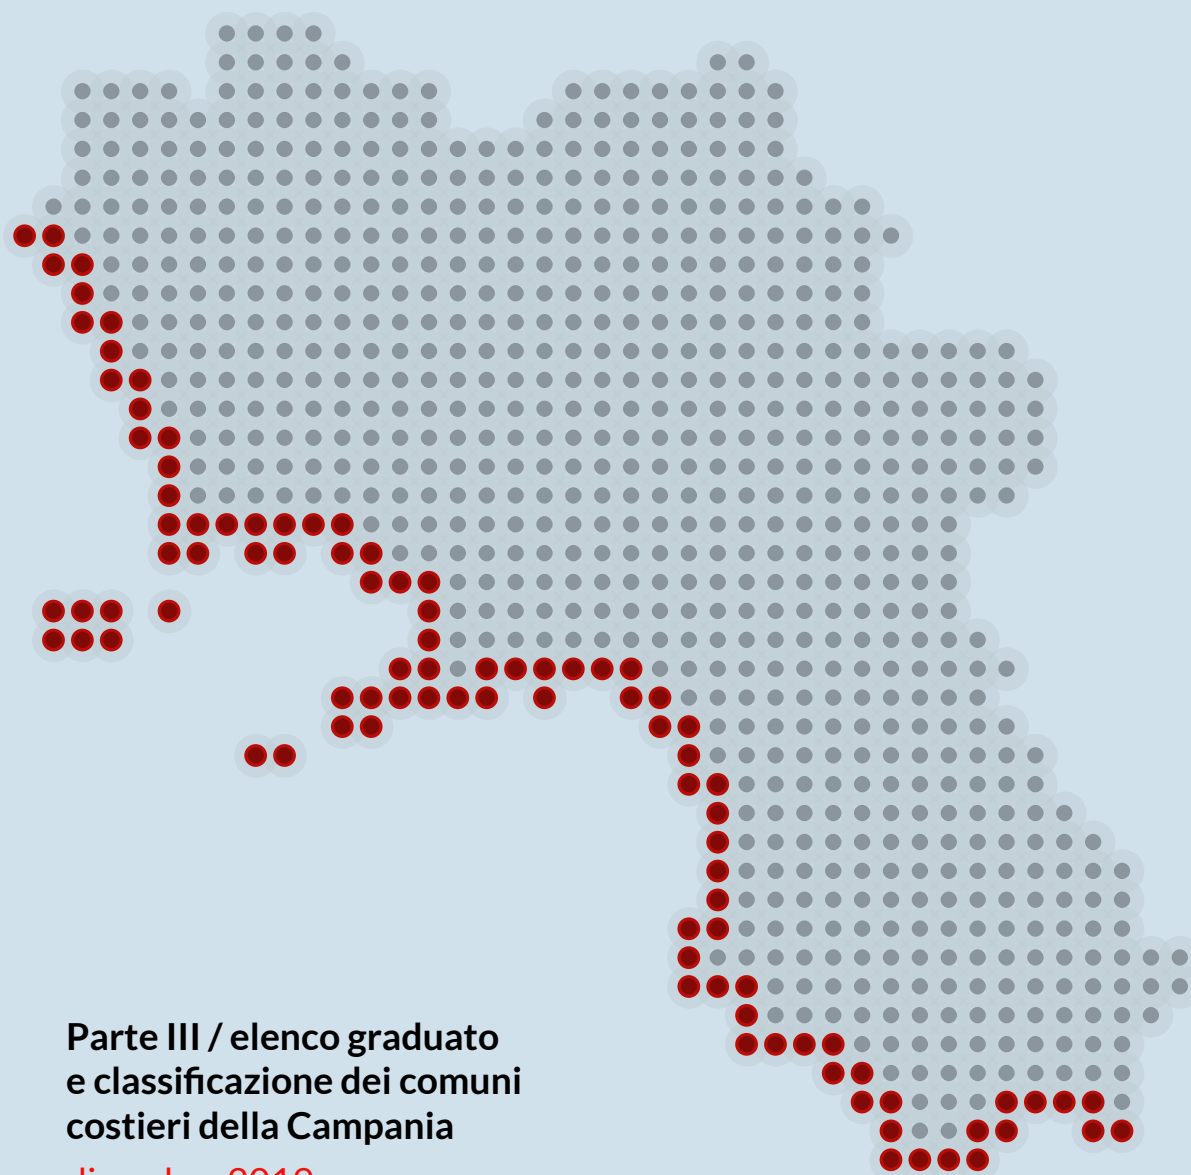 Parte III / elenco graduato
e classificazione dei comuni
costieri della Campania